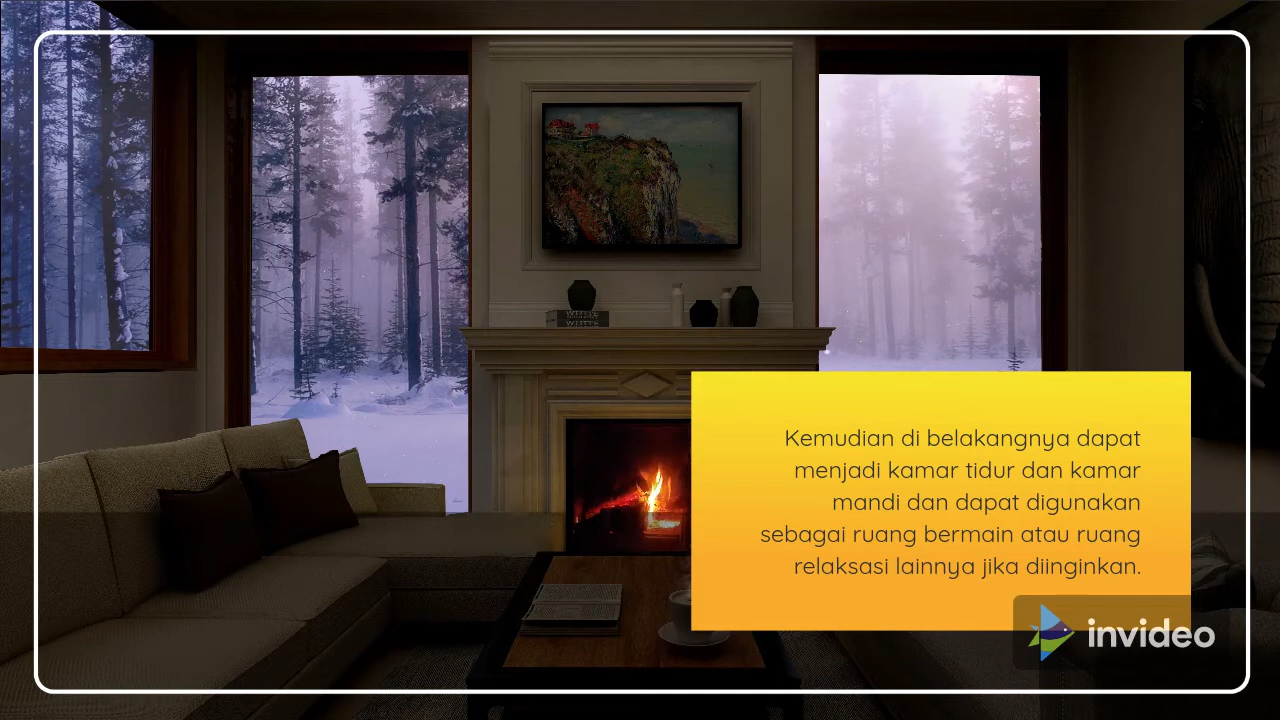 Kemudian di belakangnya dapat
menjadi kamar tidur dan kamar
mandi dan dapat digunakan
sebagai ruang bermain atau ruang
relaksasi lainnya jika diinginkan.
invideo